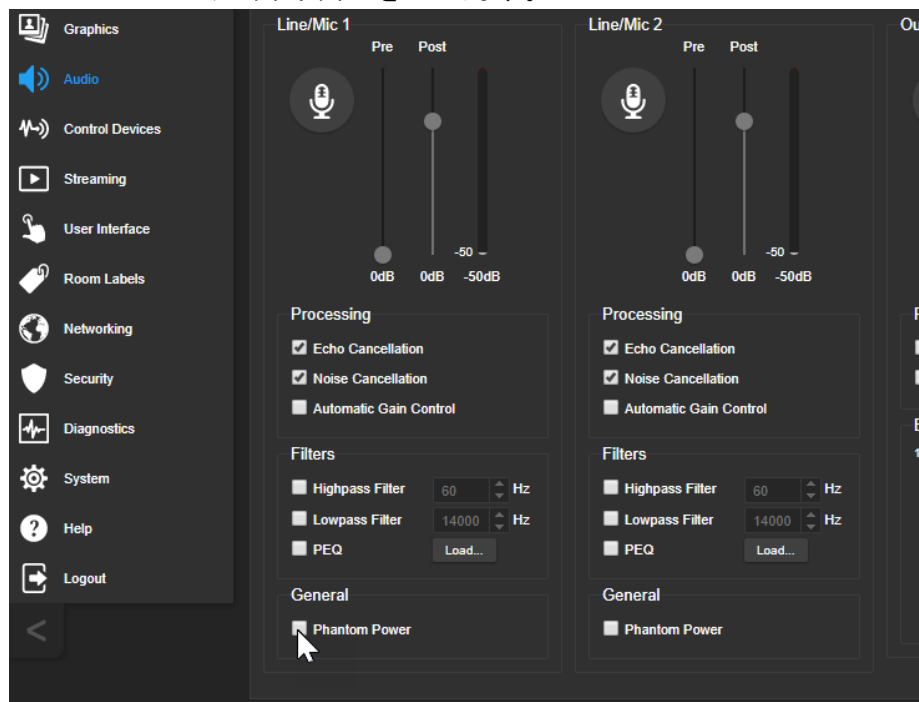 Graphics
Audio
Control Devices
Streaming
User Interface
Room Labels
Networking
Security
Diagnostics
System
Help
Logout
<
Line/Mic 1
Pre Post
-50
0dB 0dB -50dB
Processing
Echo Cancellation
Noise Cancellation
Automatic Gain Control
Filters
Highpass Filter 60 Hz
Lowpass Filter 14000 Hz
PEQ Load...
General
Phantom Power
Line/Mic 2
Pre Post
-50
0dB 0dB -50dB
Processing
Echo Cancellation
Noise Cancellation
Automatic Gain Control
Filters
Highpass Filter 60 Hz
Lowpass Filter 14000 Hz
PEQ Load...
General
Phantom Power
Ou